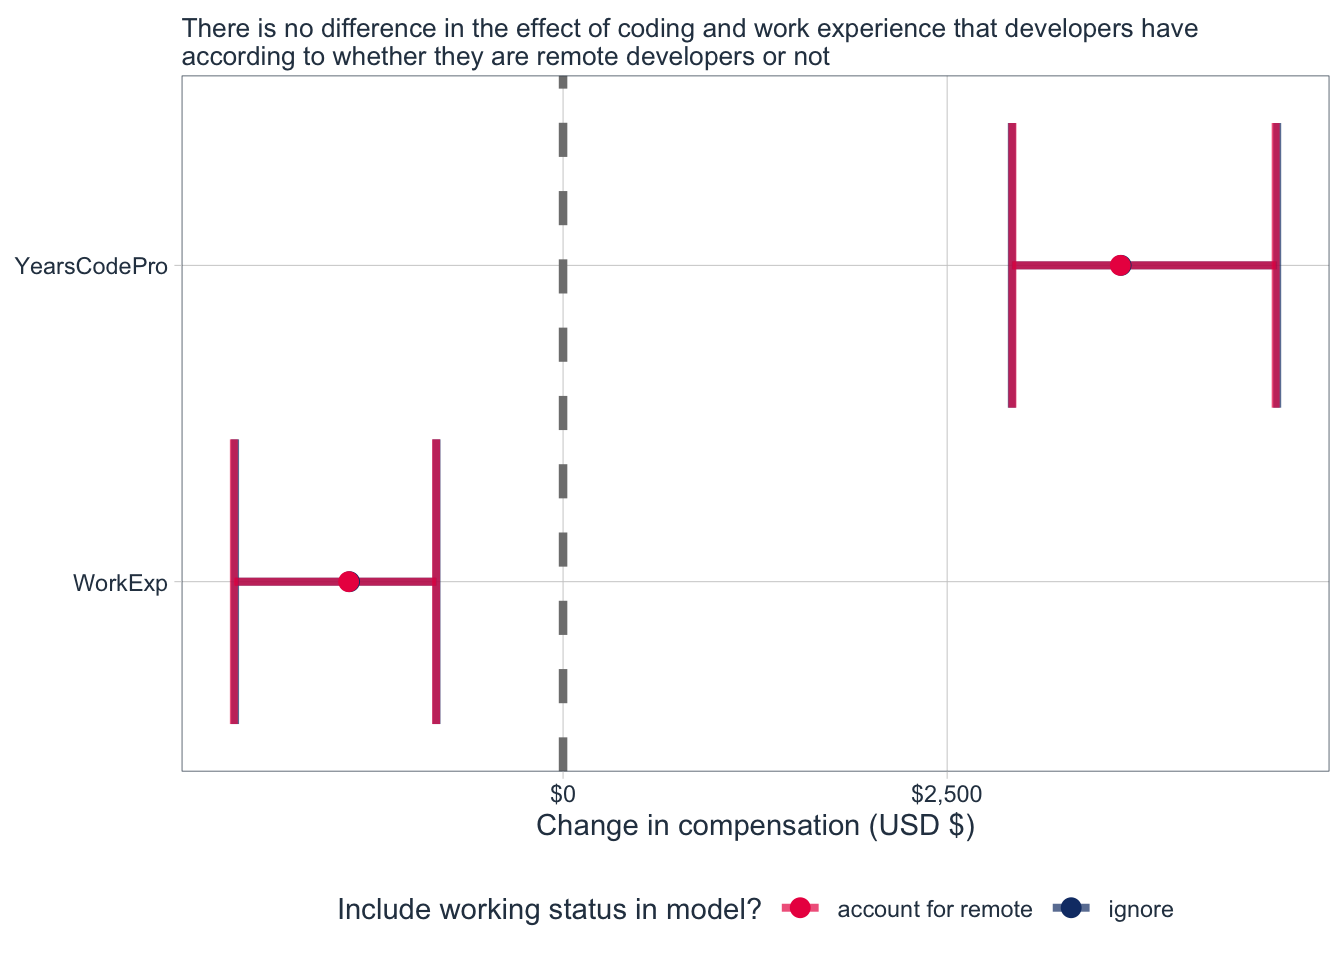 There is no difference in the effect of coding and work experience that developers have
according to whether they are remote developers or not
YearsCodePro
WorkExp
$0
$2,500
Change in compensation (USD $)
Include working status in model?
account for remote
ignore